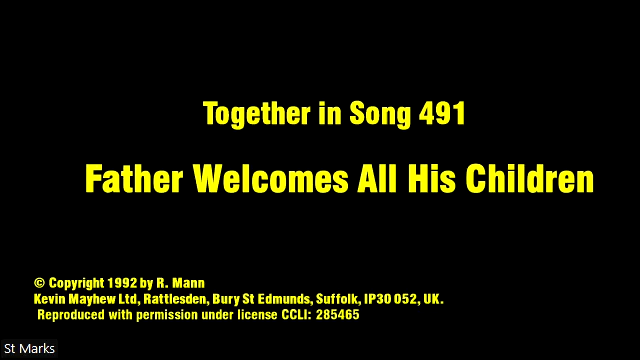 Together in Song 491
Father Welcomes All His Children
© Copyright 1992 by R. Mann
Kevin Mayhew Ltd, Rattlesden, Bury St Edmunds, Suffolk, IP30 052, UK.
Reproduced with permission under license CCLI: 285465
St Marks